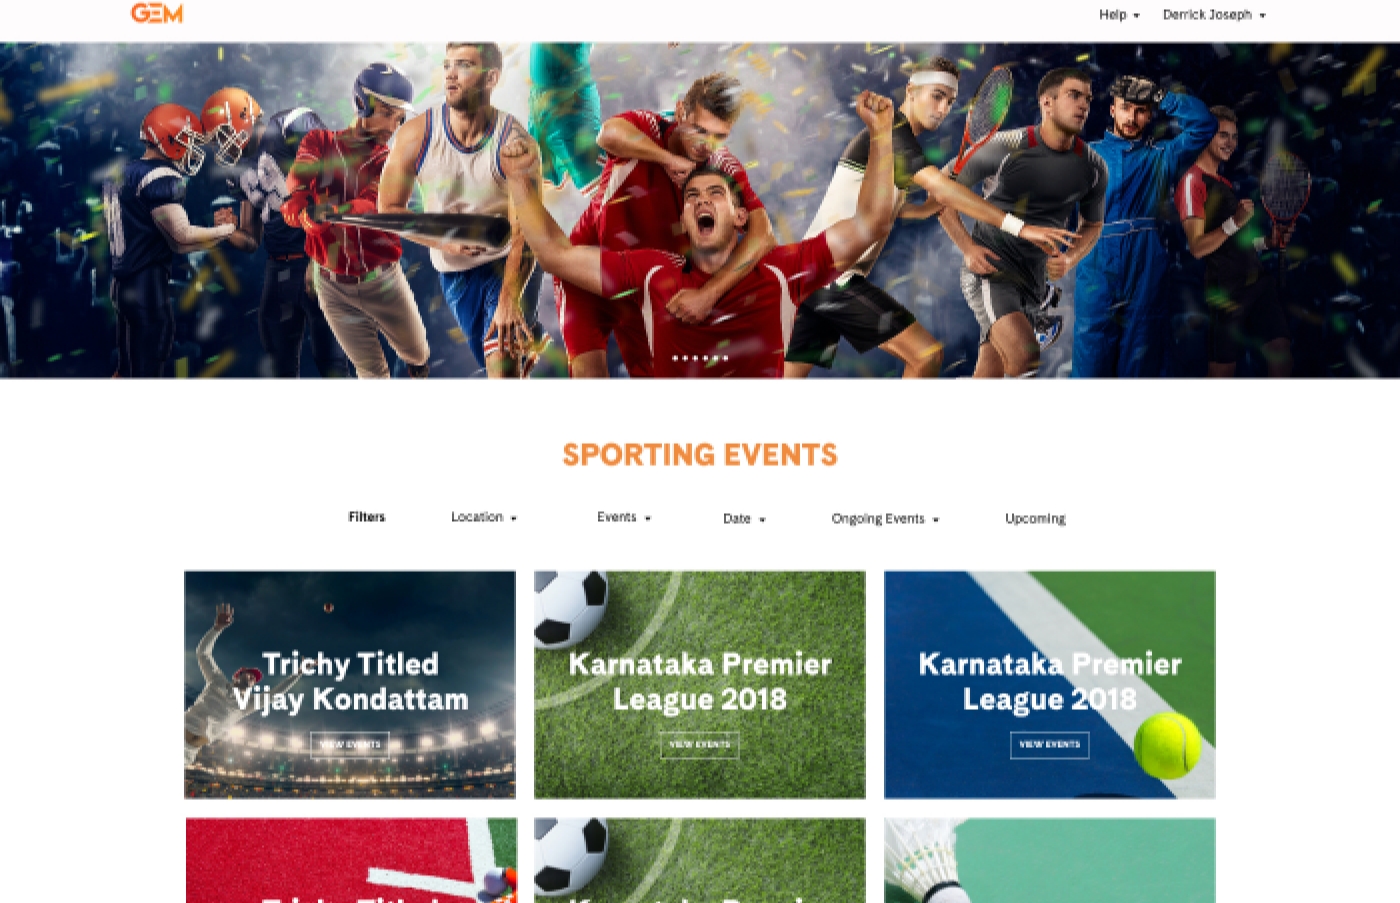 GEM
Help
Derrick Joseph
SPORTING EVENTS
Filters
Location
Events
Date
Ongoing Events
Upcoming
Trichy Titled
Vijay Kondattam
VIEW EVENTS
Karnataka Premier
League 2018
VIEW EVENTS
Karnataka Premier
League 2018
VIEW EVENTS